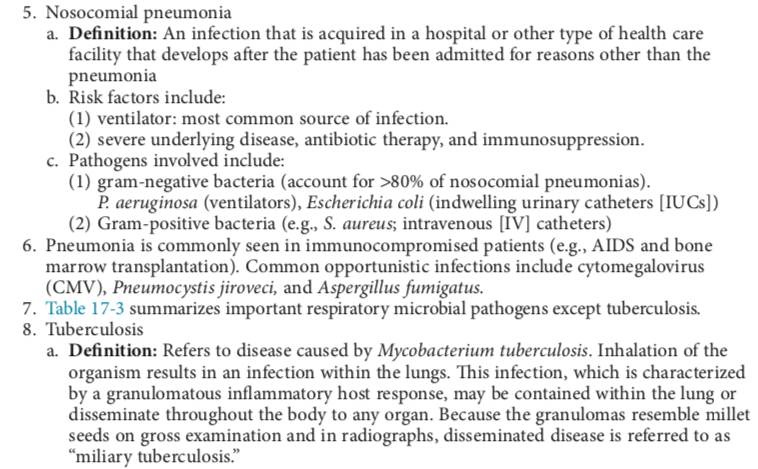 5. Nosocomial pneumonia
a. Definition: An infection that is acquired in a hospital or other type of health care
facility that develops after the patient has been admitted for reasons other than the
pneumonia
b. Risk factors include:
(1) ventilator: most common source of infection.
(2) severe underlying disease, antibiotic therapy, and immunosuppression.
c. Pathogens involved include:
(1) gram-negative bacteria (account for >80% of nosocomial pneumonias).
P. aeruginosa (ventilators), Escherichia coli (indwelling urinary catheters [IUCs])
(2) Gram-positive bacteria (e.g., S. aureus; intravenous [IV] catheters)
6. Pneumonia is commonly seen in immunocompromised patients (e.g., AIDS and bone
marrow transplantation). Common opportunistic infections include cytomegalovirus
(CMV), Pneumocystis jiroveci, and Aspergillus fumigatus.
7. Table 17-3 summarizes important respiratory microbial pathogens except tuberculosis.
8. Tuberculosis
a. Definition: Refers to disease caused by Mycobacterium tuberculosis. Inhalation of the
organism results in an infection within the lungs. This infection, which is characterized
by a granulomatous inflammatory host response, may be contained within the lung or
disseminate throughout the body to any organ. Because the granulomas resemble millet
seeds on gross examination and in radiographs, disseminated disease is referred to as
“miliary tuberculosis.”